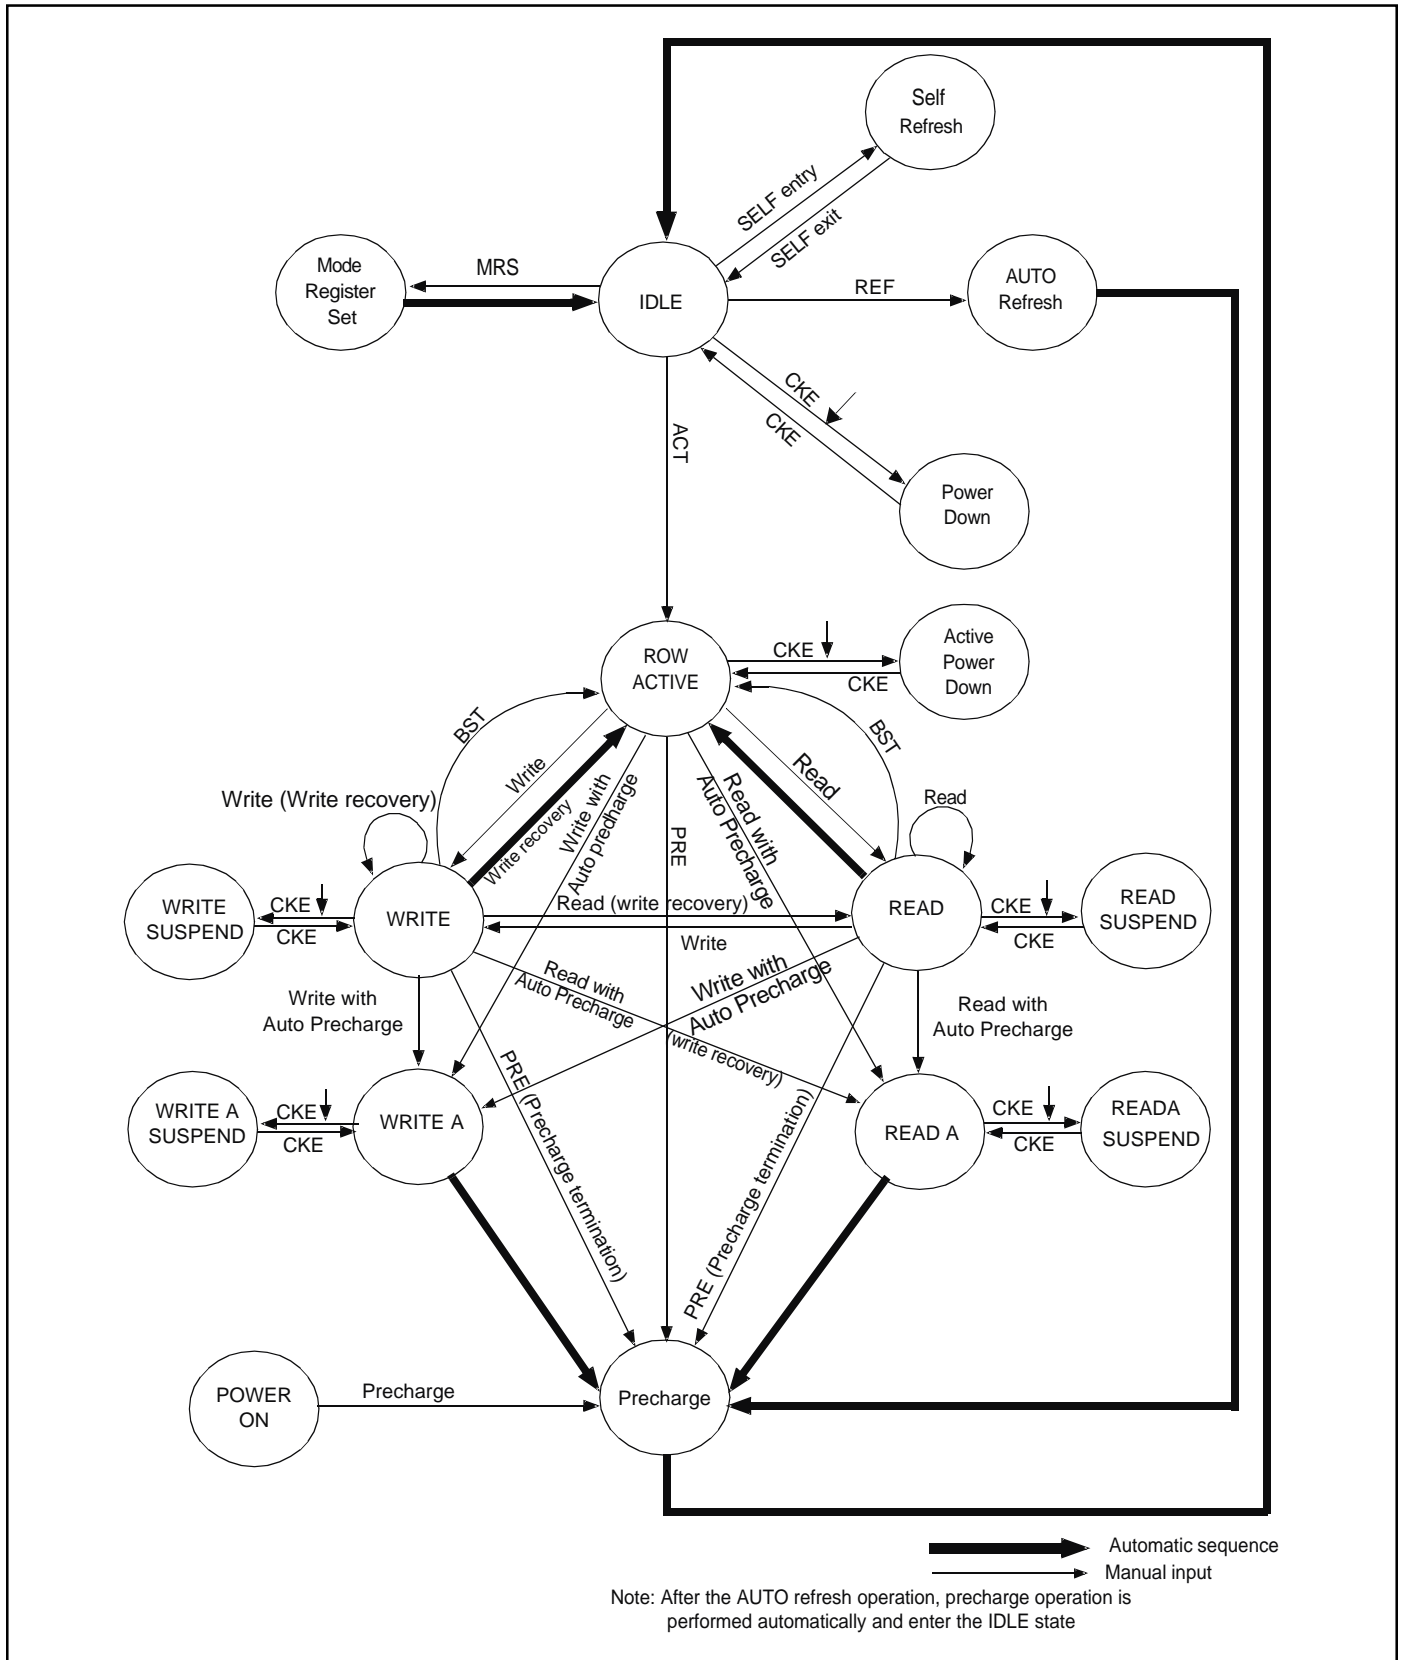 Self
Refresh
SELF entry
SELF exit
Mode
Register
Set
MRS
IDLE
REF
AUTO
Refresh
CKE
CKE
ACT
Power
Down
ROW
ACTIVE
CKE
CKE
Active
Power
Down
BST
BST
Write
Write recovery
Write with
Auto predharge
PRE
Read with
Auto Precharge
Read
Write (Write recovery)
Read
WRITE
SUSPEND
CKE
CKE
WRITE
Read (write recovery)
Write
READ
CKE
CKE
READ
SUSPEND
Write with
Auto Precharge
Read with
Auto Precharge
(write recovery)
Write with
Auto Precharge
Read with
Auto Precharge
WRITE A
SUSPEND
CKE
CKE
WRITE A
PRE (Precharge termination)
PRE (Precharge termination)
READ A
CKE
CKE
READA
SUSPEND
POWER
ON
Precharge
Precharge
Automatic sequence
Manual input
Note: After the AUTO refresh operation, precharge operation is
performed automatically and enter the IDLE state